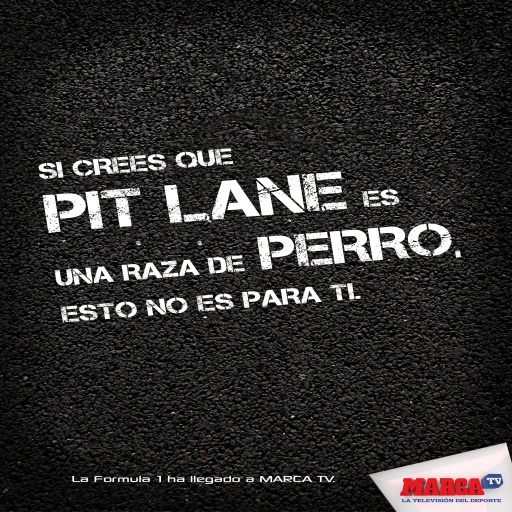 SI CREES QUE
PIT LANE ES
UNA RAZA DE PERRO,
ESTO NO ES PARA TI.
La Formula 1 ha llegado a MARCA TV.
MARCA TV
LA TELEVISIÓN DEL DEPORTE